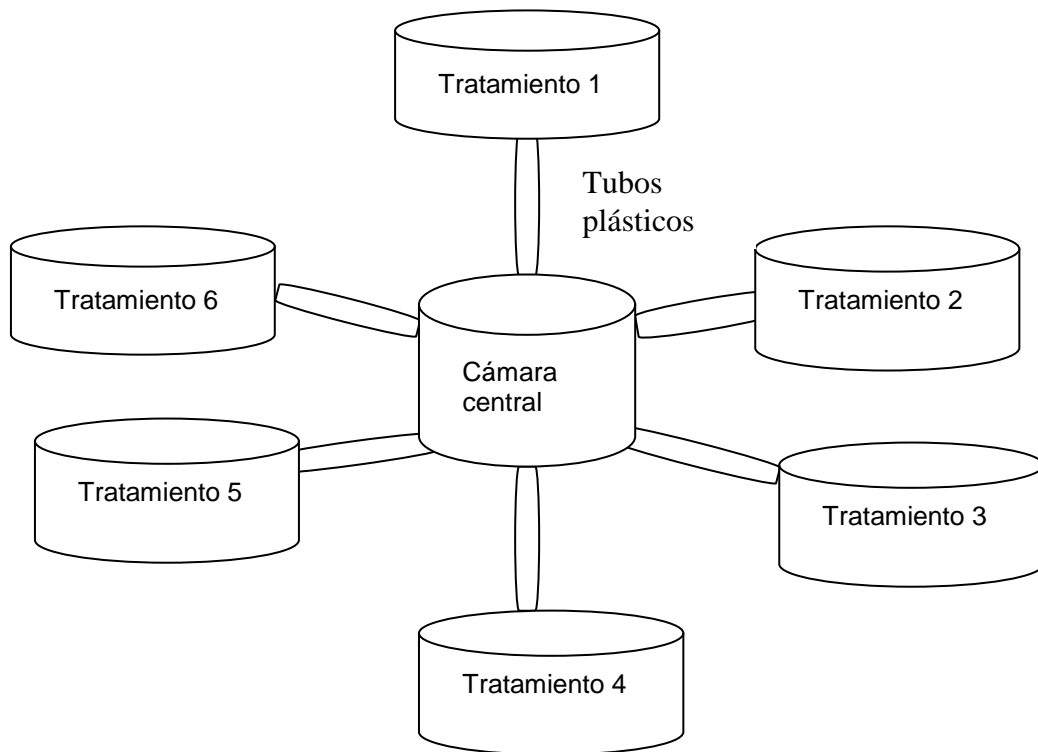 Tratamiento 1
Tubos
plásticos
Tratamiento 6
Tratamiento 2
Cámara
central
Tratamiento 5
Tratamiento 3
Tratamiento 4